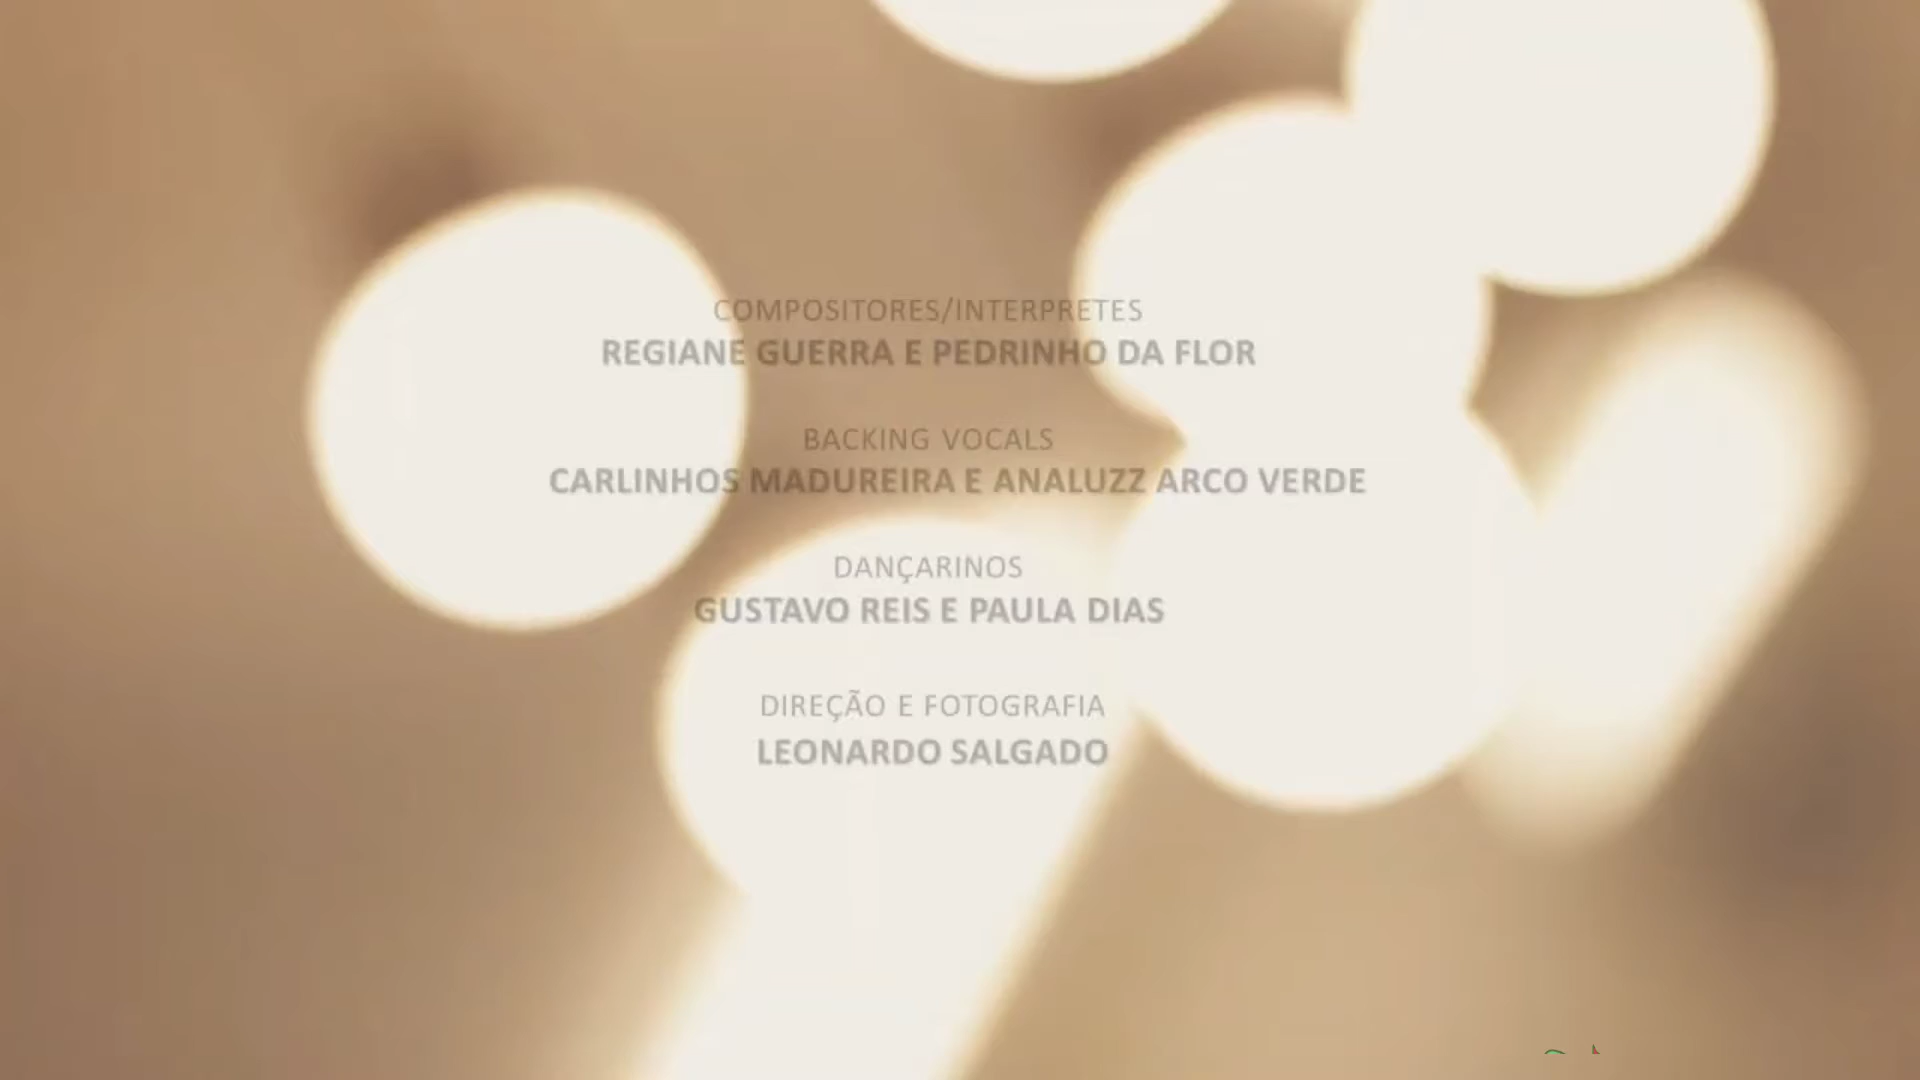 COMPOSITORES/INTERPRETES
REGIANE GUERRA E PEDRINHO DA FLOR
BACKING VOCALS
CARLINHOS MADUREIRA E ANALUZZ ARCO VERDE
DANÇARINOS
GUSTAVO REIS E PAULA DIAS
DIREÇÃO E FOTOGRAFIA
LEONARDO SALGADO